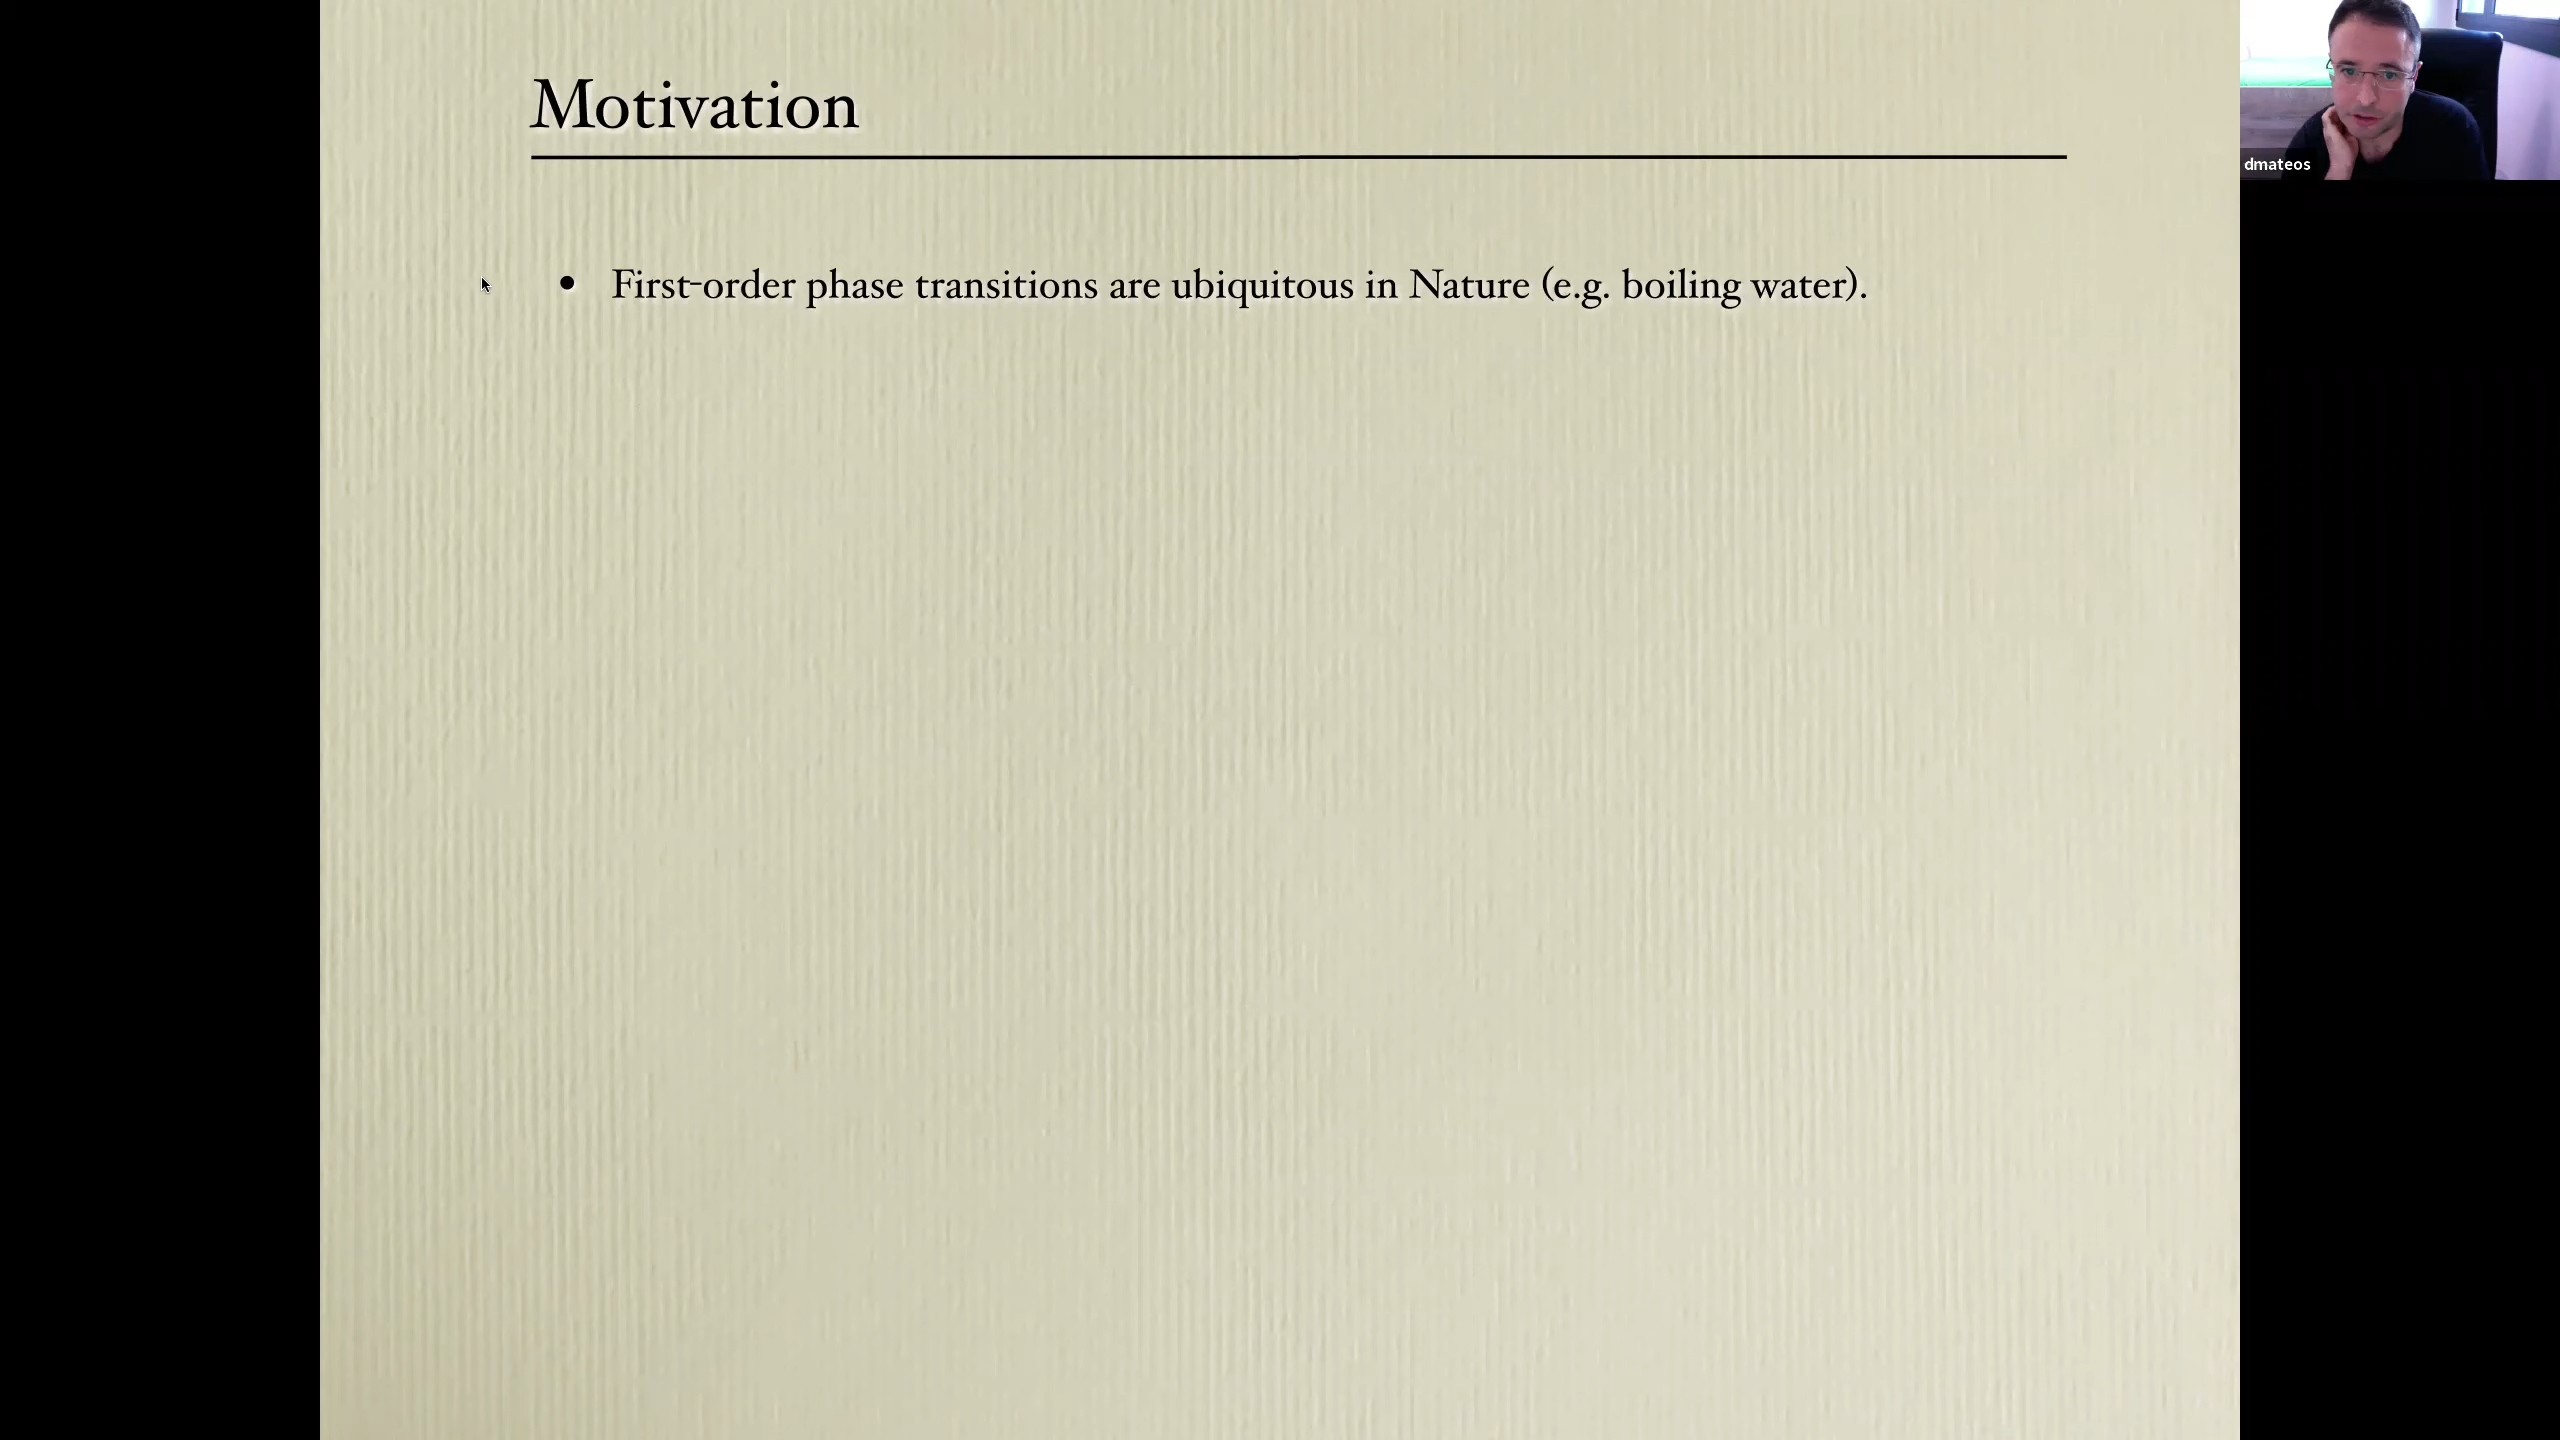 Motivation
• First-order phase transitions are ubiquitous in Nature (e.g. boiling water).
dmateos